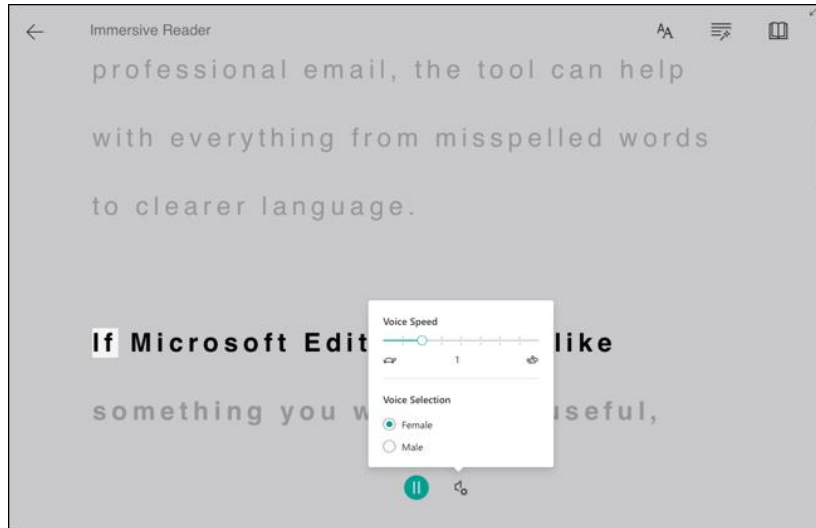 Immersive Reader
AA
professional email, the tool can help
with everything from misspelled words
to clearer language.
If Microsoft Edit like
something you w useful,
Voice Speed
1
Voice Selection
Female
Male